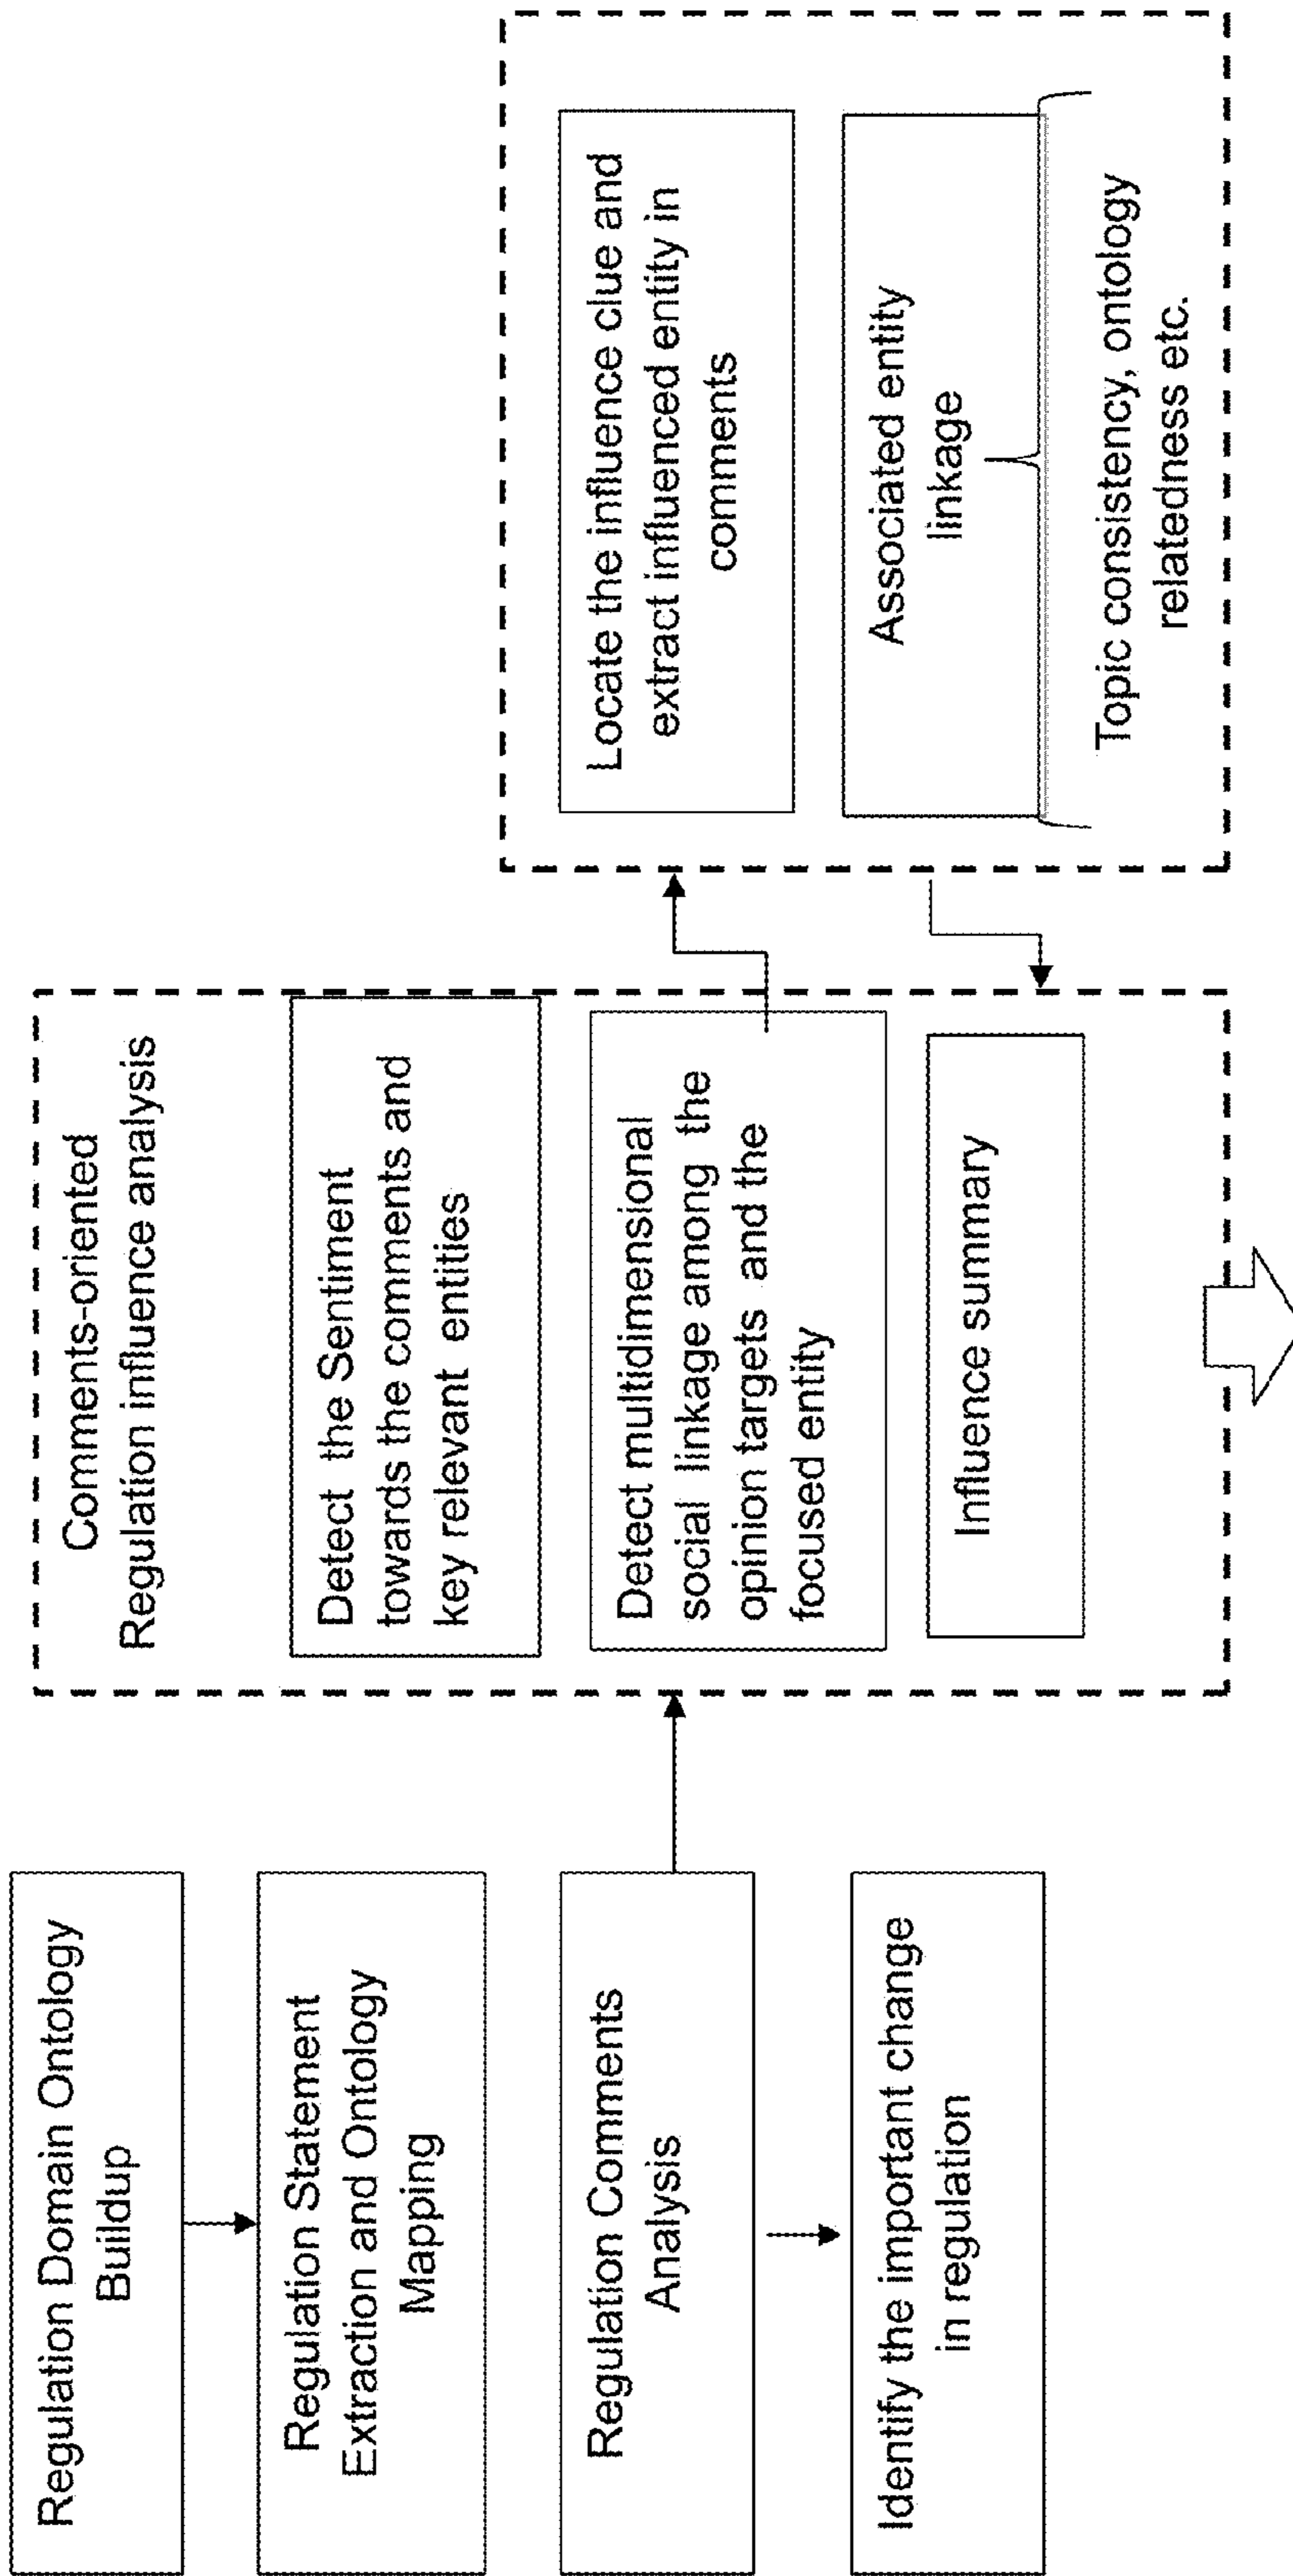 Regulation Domain Ontology
Buildup
Regulation Statement
Extraction and Ontology
Mapping
Regulation Comments
Analysis
Identify the important change
in regulation
Comments-oriented
Regulation influence analysis
Detect the Sentiment
towards the comments and
key relevant entities
Detect multidimensional
social linkage among the
opinion targets and the
focused entity
Influence summary
Locate the influence clue and
extract influenced entity in
comments
Associated entity
linkage
Topic consistency, ontology
relatedness etc.